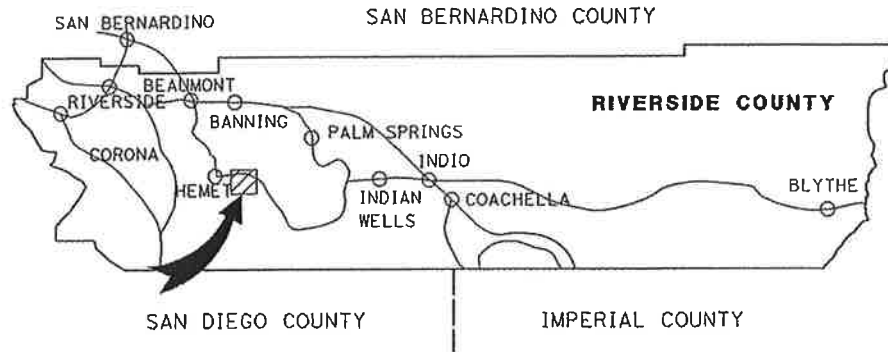 SAN BERNARDINO COUNTY
SAN BERNARDINO
BEAUMONT
RIVERSIDE
BANNING
RIVERSIDE COUNTY
PALM SPRINGS
CORONA
INDIO
HEMET
INDIAN
WELLS
COACHELLA
BLYTHE
SAN DIEGO COUNTY
IMPERIAL COUNTY